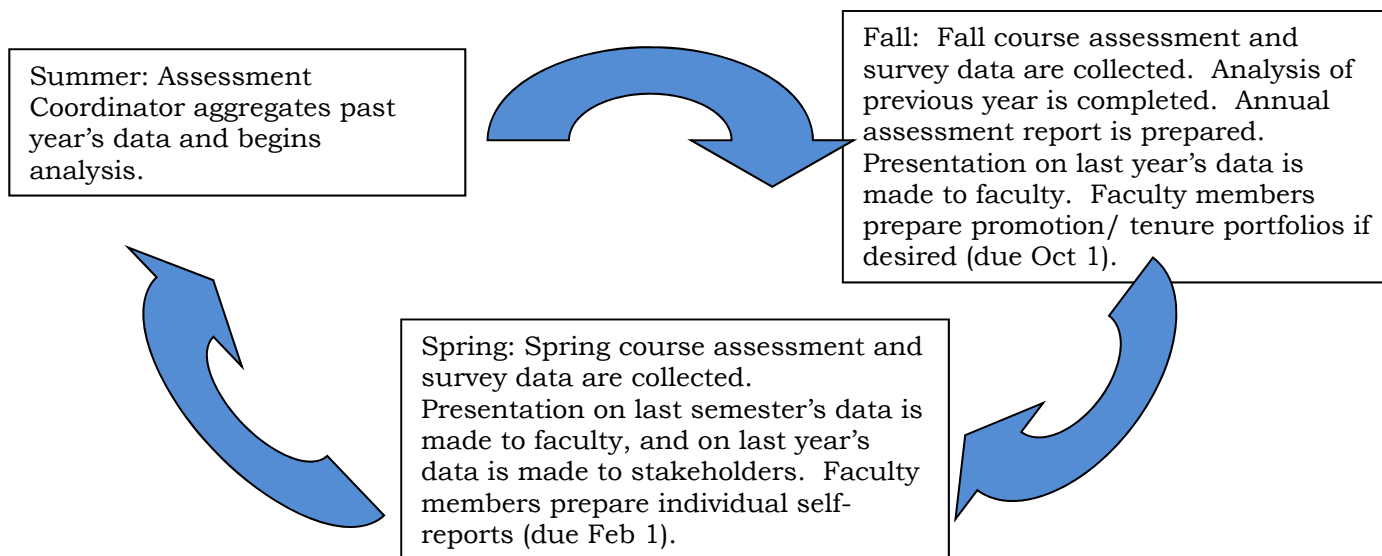 Summer: Assessment
Coordinator aggregates past
year’s data and begins
analysis.
Fall:  Fall course assessment and
survey data are collected.  Analysis of
previous year is completed.  Annual
assessment report is prepared.
Presentation on last year’s data is
made to faculty.  Faculty members
prepare promotion/ tenure portfolios if
desired (due Oct 1).
Spring: Spring course assessment and
survey data are collected.
Presentation on last semester’s data is
made to faculty, and on last year’s
data is made to stakeholders.  Faculty
members prepare individual self-
reports (due Feb 1).